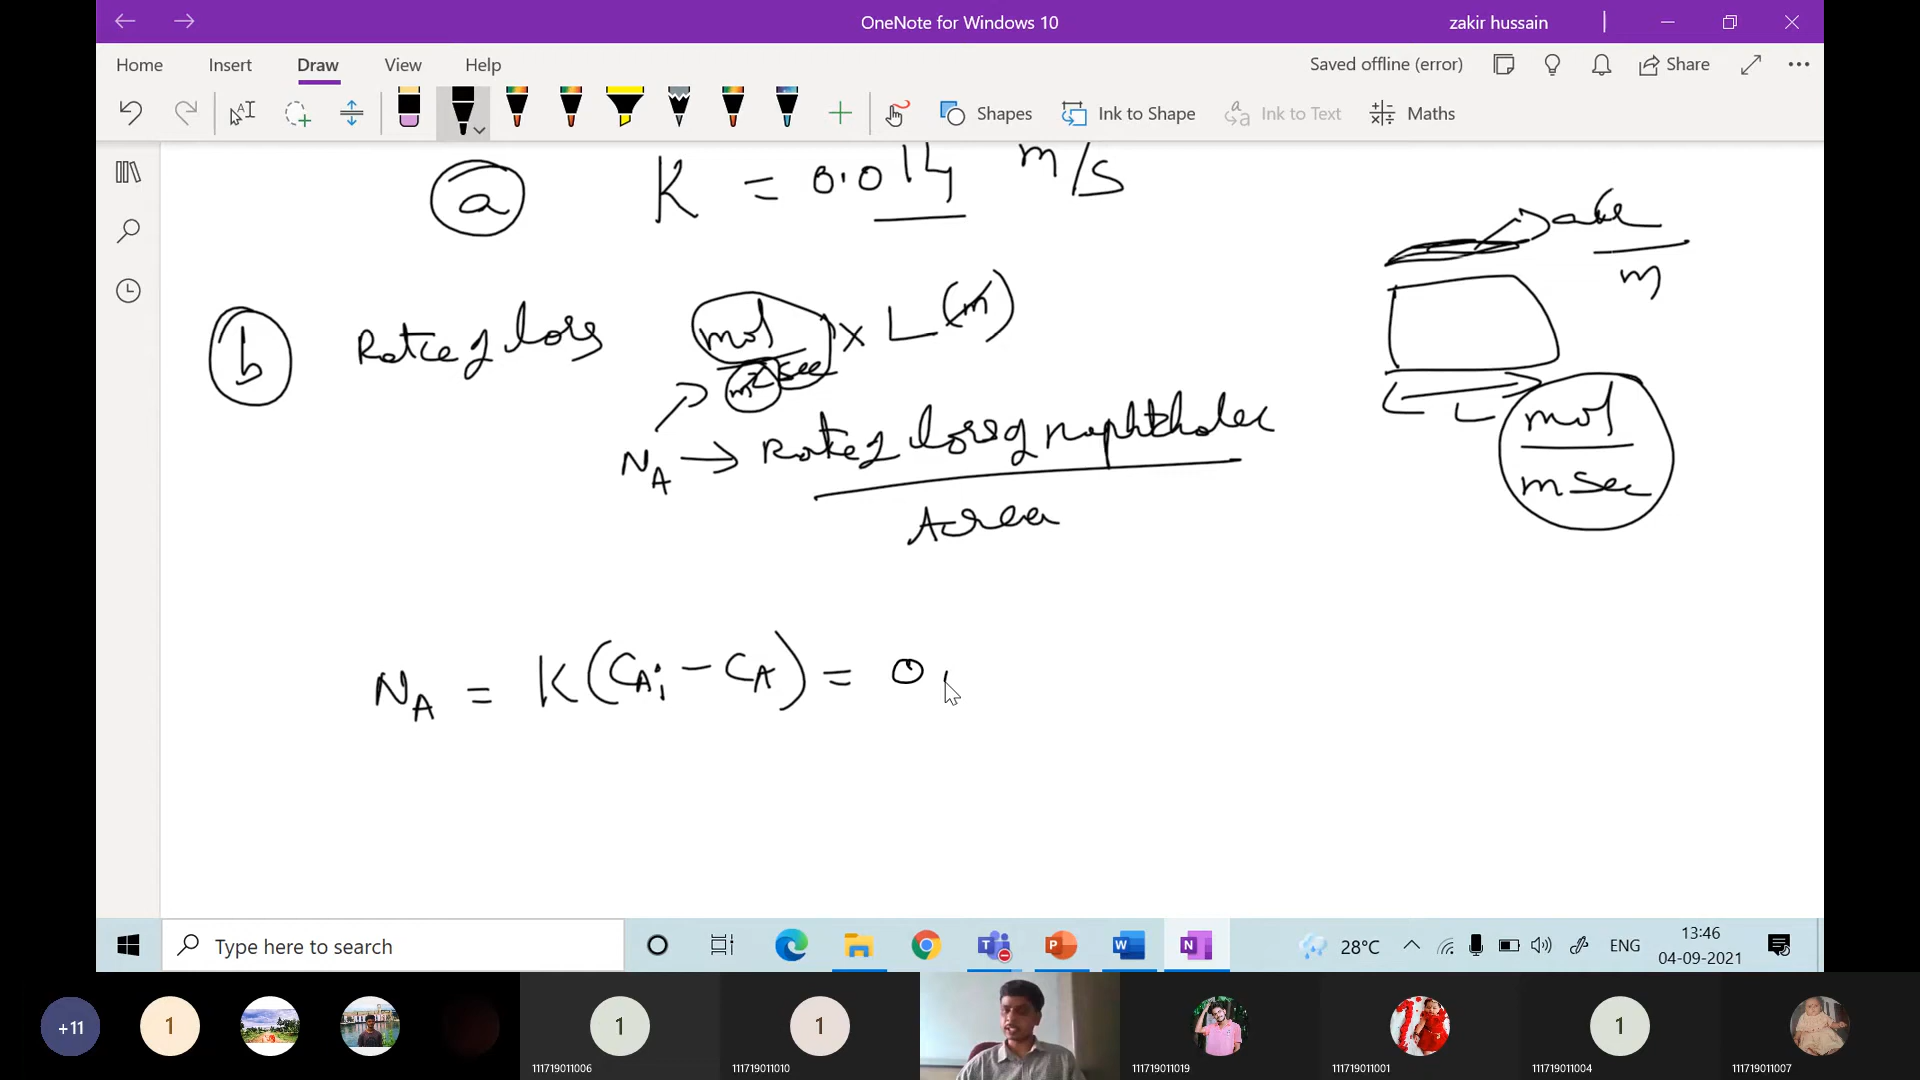 OneNote for Windows 10
zakir hussain
Home Insert Draw View Help
Saved offline (error) Share
Shapes Ink to Shape Ink to Text Maths
a K = 0.014 m/s
b Rate of loss mol / m² sec × L (m)
m
L
mol / m sec
N_A → Rate of loss of naphthalen / Area
N_A = K(C_Ai - C_A) = 0.
Type here to search
28°C ENG 13:46
04-09-2021
+11 1 1 1 1
111719011006 111719011010 111719011019 111719011001 111719011004 111719011007